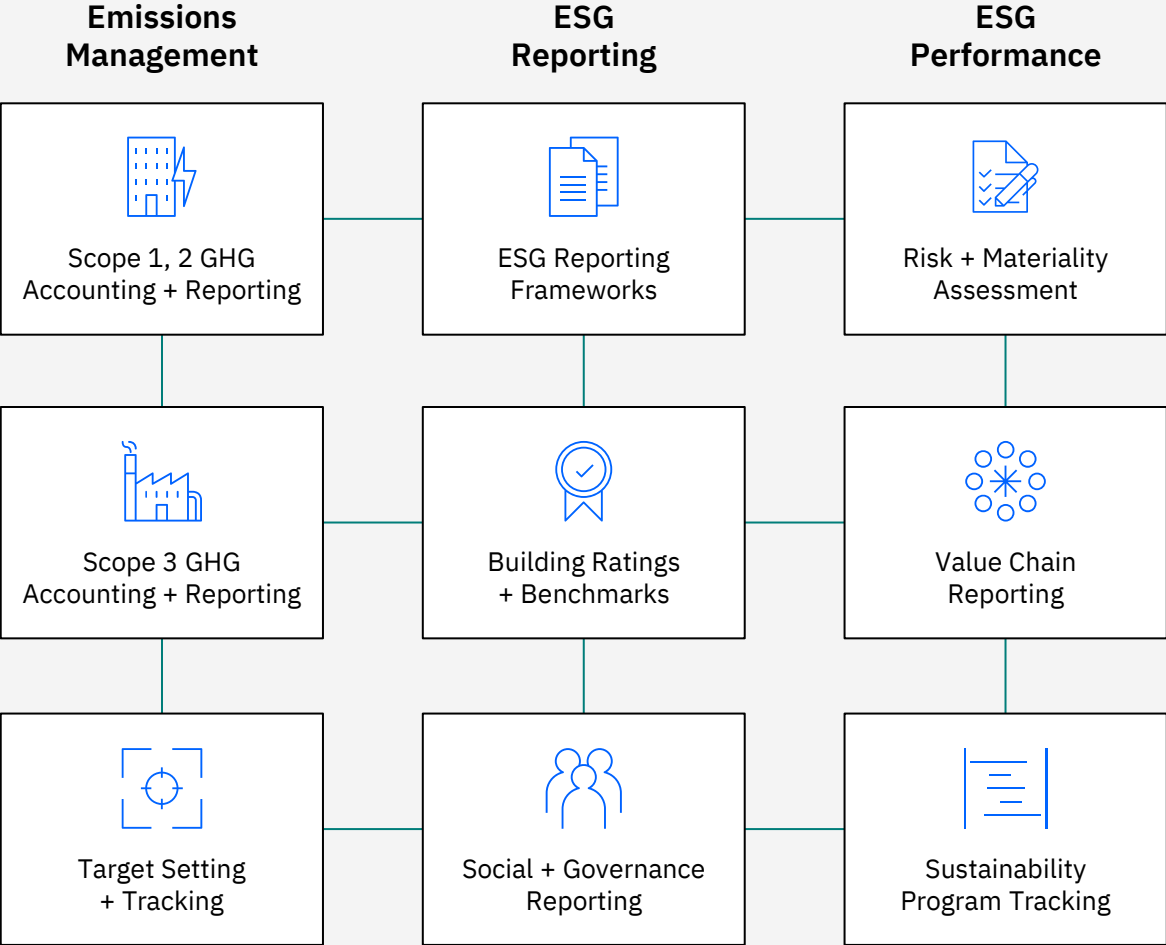 Emissions
Management
ESG
Reporting
ESG
Performance
Scope 1, 2 GHG
Accounting + Reporting
ESG Reporting
Frameworks
Risk + Materiality
Assessment
Scope 3 GHG
Accounting + Reporting
Building Ratings
+ Benchmarks
Value Chain
Reporting
Target Setting
+ Tracking
Social + Governance
Reporting
Sustainability
Program Tracking